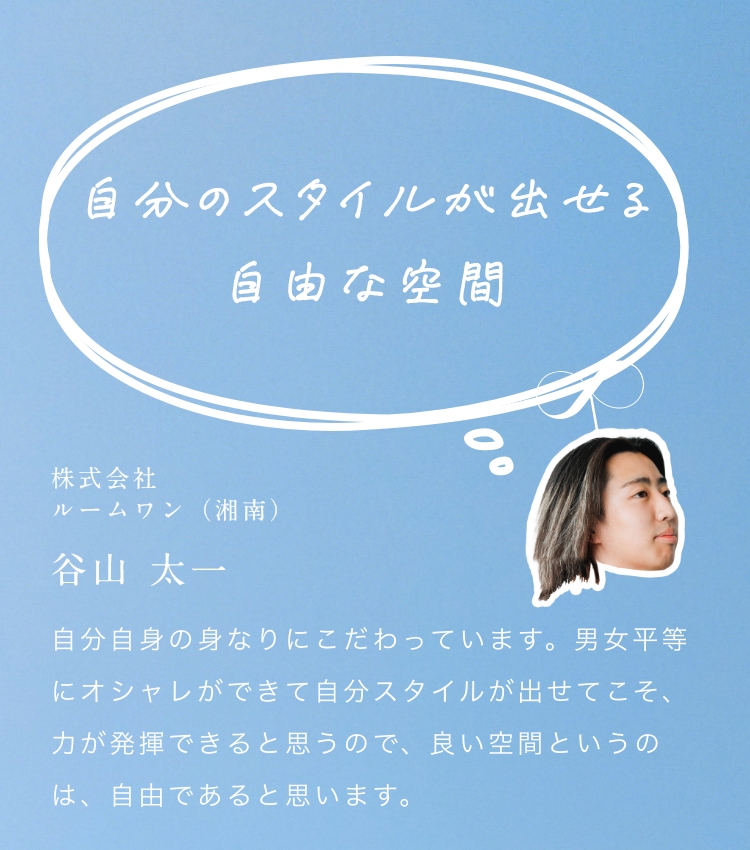 自分のスタイルが出せる
自由な空間
株式会社
ルームワン（湘南）
谷山 太一
自分自身の身なりにこだわっています。男女平等
にオシャレができて自分スタイルが出せてこそ、
力が発揮できると思うので、良い空間というの
は、自由であると思います。